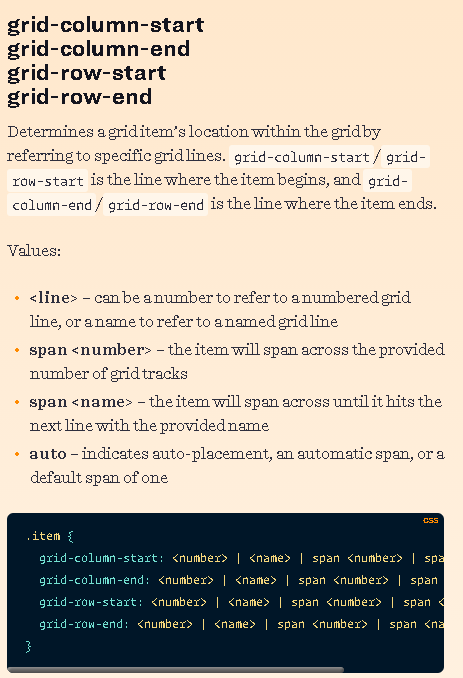 grid-column-start
grid-column-end
grid-row-start
grid-row-end
Determines a grid item's location within the grid by
referring to specific grid lines. grid-column-start / grid-
row-start is the line where the item begins, and grid-
column-end / grid-row-end is the line where the item ends.
Values:
• <line> – can be a number to refer to a numbered grid
line, or a name to refer to a named grid line
• span <number> – the item will span across the provided
number of grid tracks
• span <name> – the item will span across until it hits the
next line with the provided name
• auto – indicates auto-placement, an automatic span, or a
default span of one
CSS
.item {
grid-column-start: <number> | <name> | span <number> | spa
grid-column-end: <number> | <name> | span <number> | span
grid-row-start: <number> | <name> | span <number> | span <
grid-row-end: <number> | <name> | span <number> | span <na
}